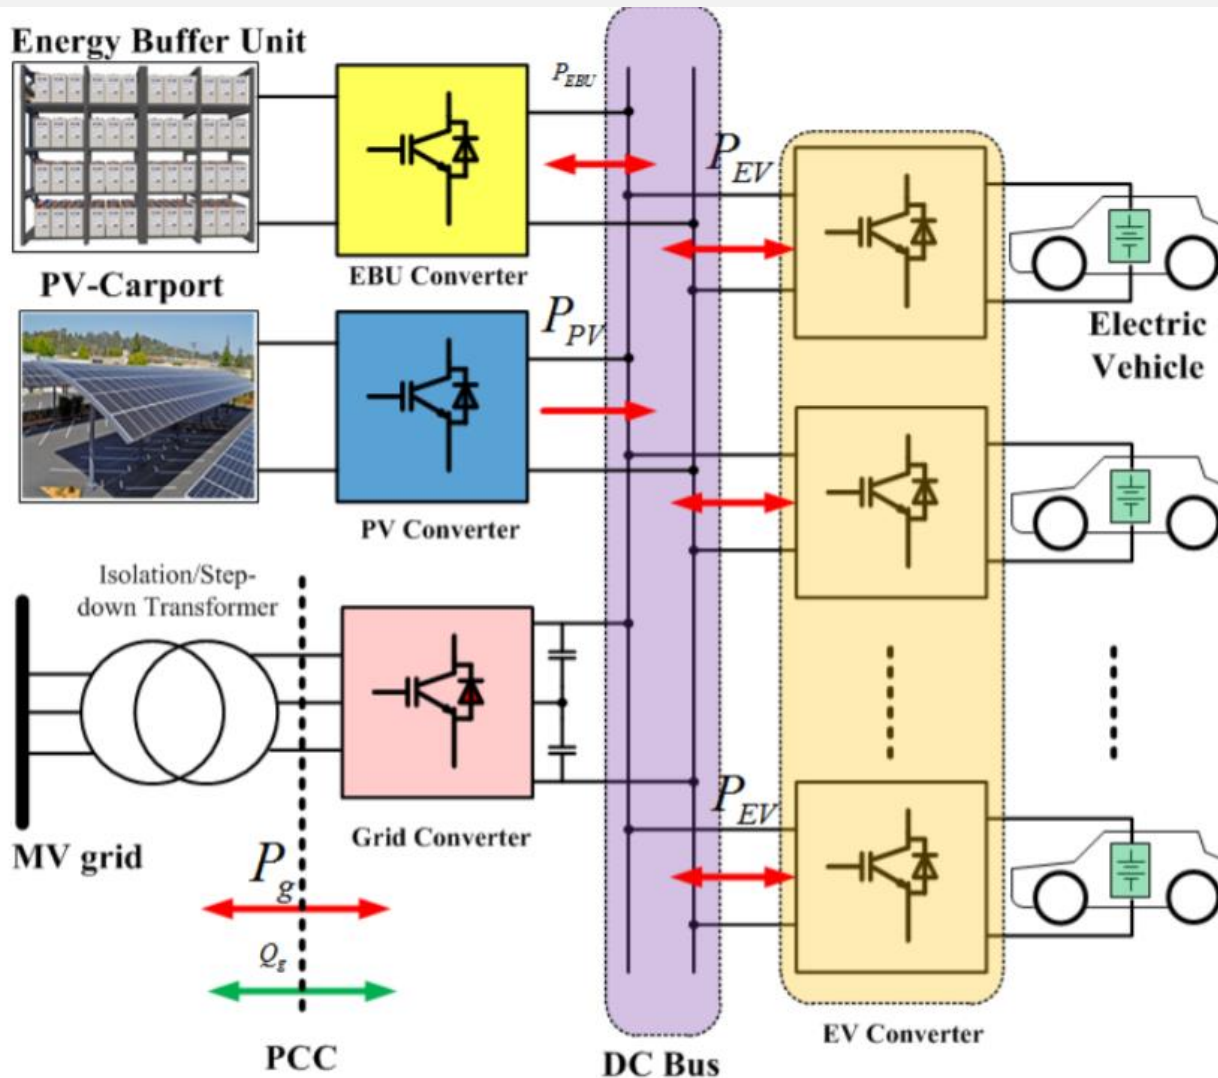 Energy Buffer Unit
P_EBU
P_EV
EBU Converter
PV-Carport
P_PV
Electric
Vehicle
PV Converter
Isolation/Step-
down Transformer
P_EV
Grid Converter
MV grid
P_g
Q_g
EV Converter
PCC
DC Bus